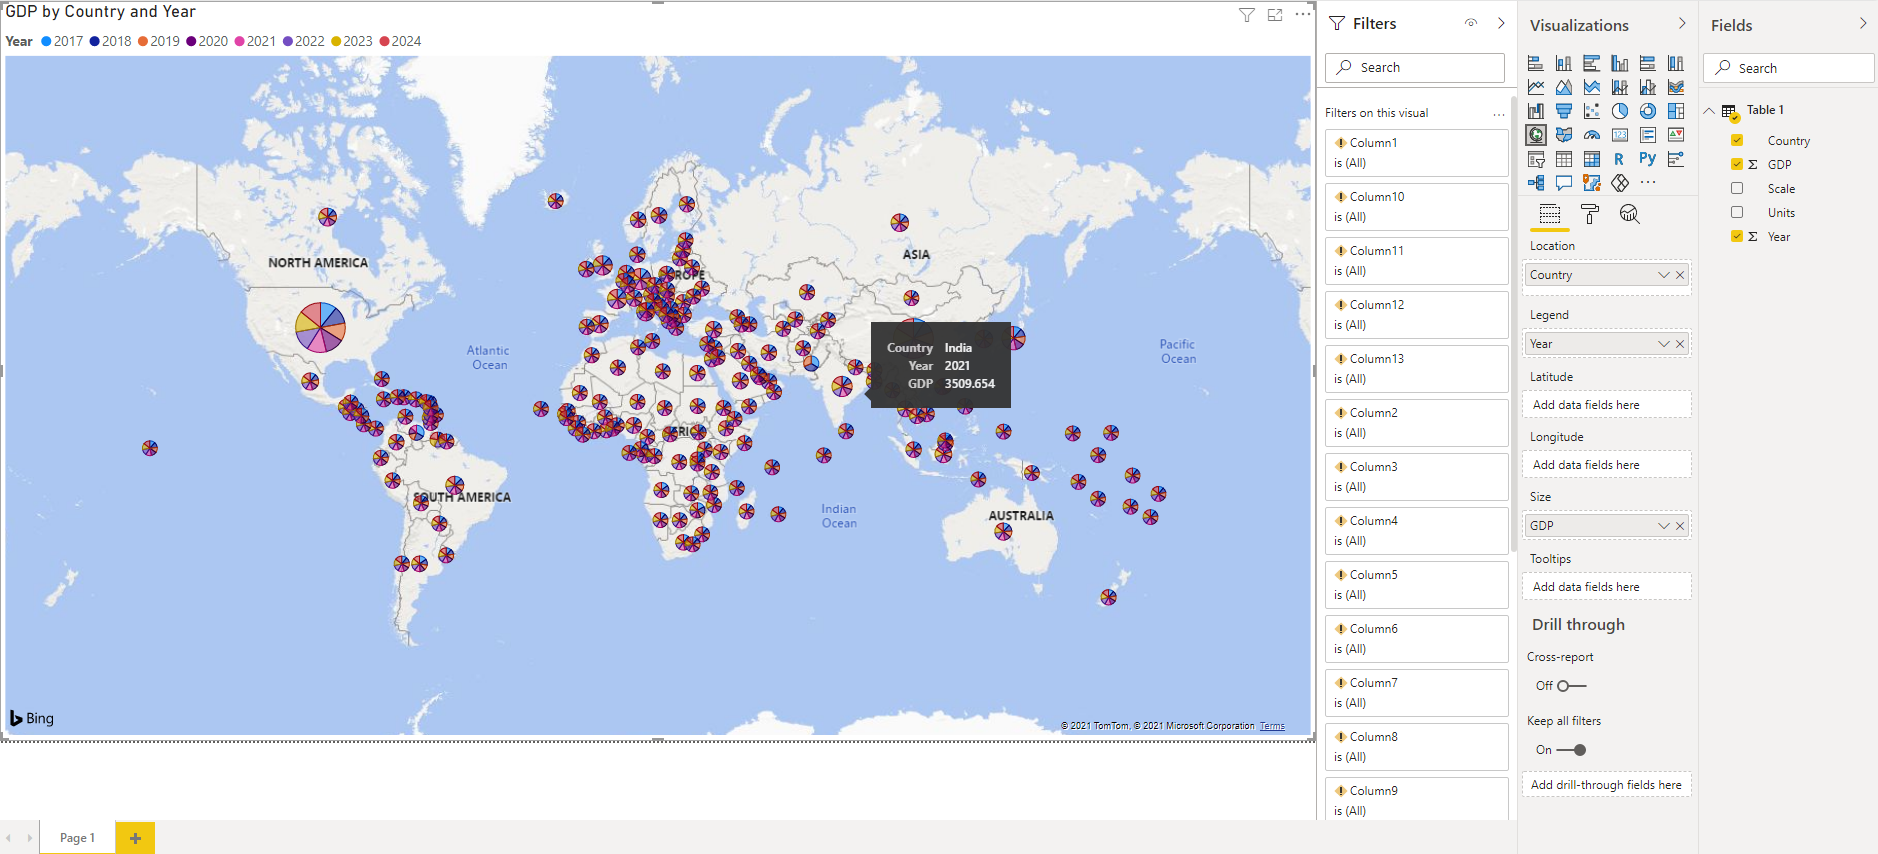 GDP by Country and Year
Year 2017 2018 2019 2020 2021 2022 2023 2024
NORTH AMERICA
ASIA
Atlantic
Ocean
Pacific
Ocean
SOUTH AMERICA
Indian
Ocean
AUSTRALIA
Country India
Year 2021
GDP 3509.654
Bing
© 2021 TomTom, © 2021 Microsoft Corporation Terms
Page 1
+
Filters
Search
Filters on this visual
Column1
is (All)
Column10
is (All)
Column11
is (All)
Column12
is (All)
Column13
is (All)
Column2
is (All)
Column3
is (All)
Column4
is (All)
Column5
is (All)
Column6
is (All)
Column7
is (All)
Column8
is (All)
Column9
is (All)
Visualizations
123
R Py
Location
Country
Legend
Year
Latitude
Add data fields here
Longitude
Add data fields here
Size
GDP
Tooltips
Add data fields here
Drill through
Cross-report
Off
Keep all filters
On
Add drill-through fields here
Fields
Search
Table 1
Country
Σ GDP
Scale
Units
Σ Year